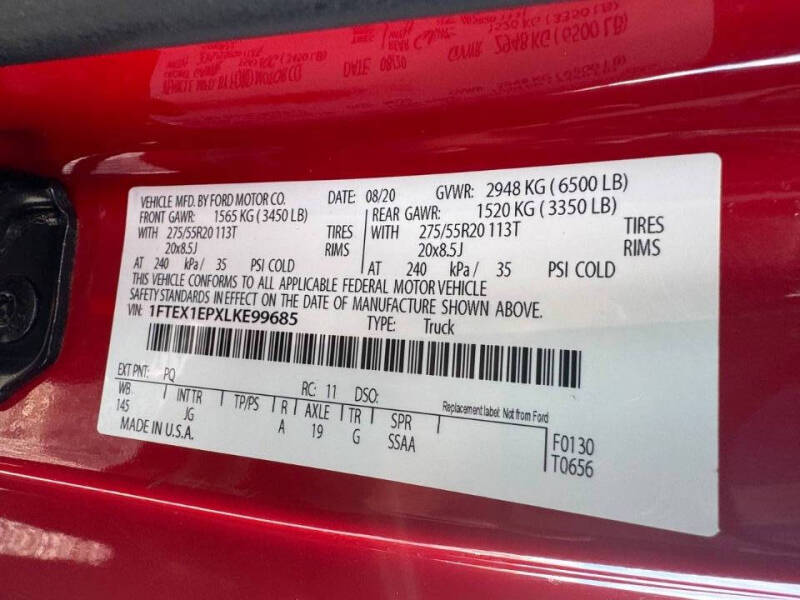 VEHICLE MFD. BY FORD MOTOR CO. DATE: 08/20 GVWR: 2948 KG ( 6500 LB)
FRONT GAWR: 1565 KG ( 3450 LB) REAR GAWR: 1520 KG ( 3350 LB)
WITH 275/55R20 113T TIRES WITH 275/55R20 113T TIRES
20x8.5J RIMS 20x8.5J RIMS
AT 240 kPa/ 35 PSI COLD AT 240 kPa/ 35 PSI COLD
THIS VEHICLE CONFORMS TO ALL APPLICABLE FEDERAL MOTOR VEHICLE
SAFETY STANDARDS IN EFFECT ON THE DATE OF MANUFACTURE SHOWN ABOVE.
VIN: 1FTEX1EPXLKE99685 TYPE: Truck
EXT PNT: PQ RC: 11 DSO:
WB INT TR TP/PS R AXLE TR SPR Replacement label: Not from Ford
145 JG A 19 G SSAA F0130
MADE IN U.S.A. T0656